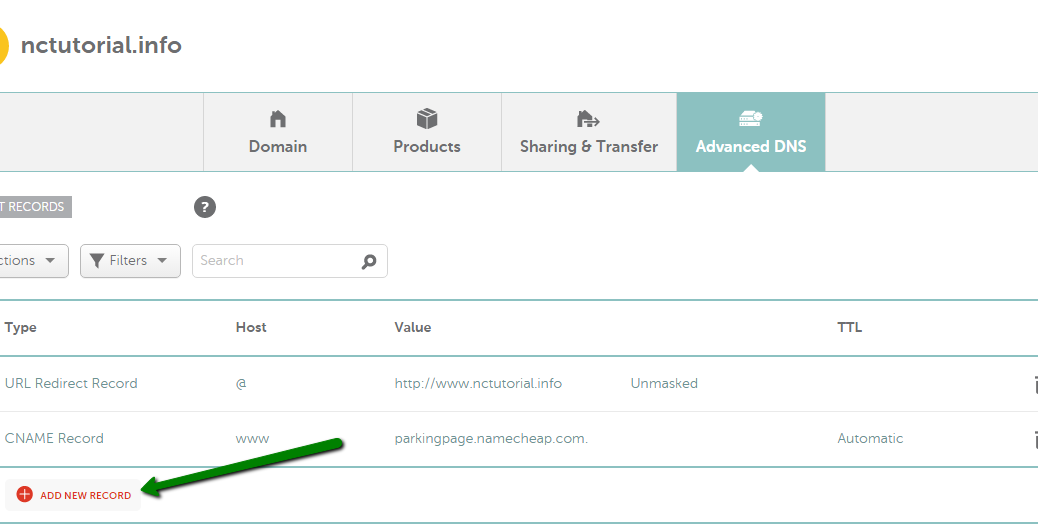 nctutorial.info
Domain Products Sharing & Transfer Advanced DNS
T RECORDS ?
ctions Filters Search
Type Host Value TTL
URL Redirect Record @ http://www.nctutorial.info Unmasked
CNAME Record www parkingpage.namecheap.com. Automatic
ADD NEW RECORD